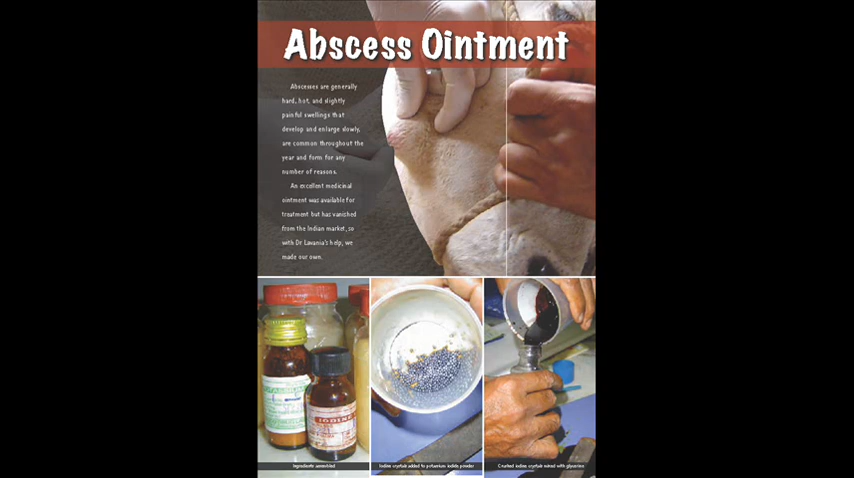 Abscess Ointment
Abscesses are generally
hard, hot, and slightly
painful swellings that
develop and enlarge slowly,
are common throughout the
year and form for any
number of reasons.
An excellent medicinal
ointment was available for
treatment but has vanished
from the Indian market, so
with Dr Lavania's help, we
made our own.
IODINE
Ingredients assembled
Iodine crystals added to potassium iodide powder
Crushed iodine crystals mixed with glycerine